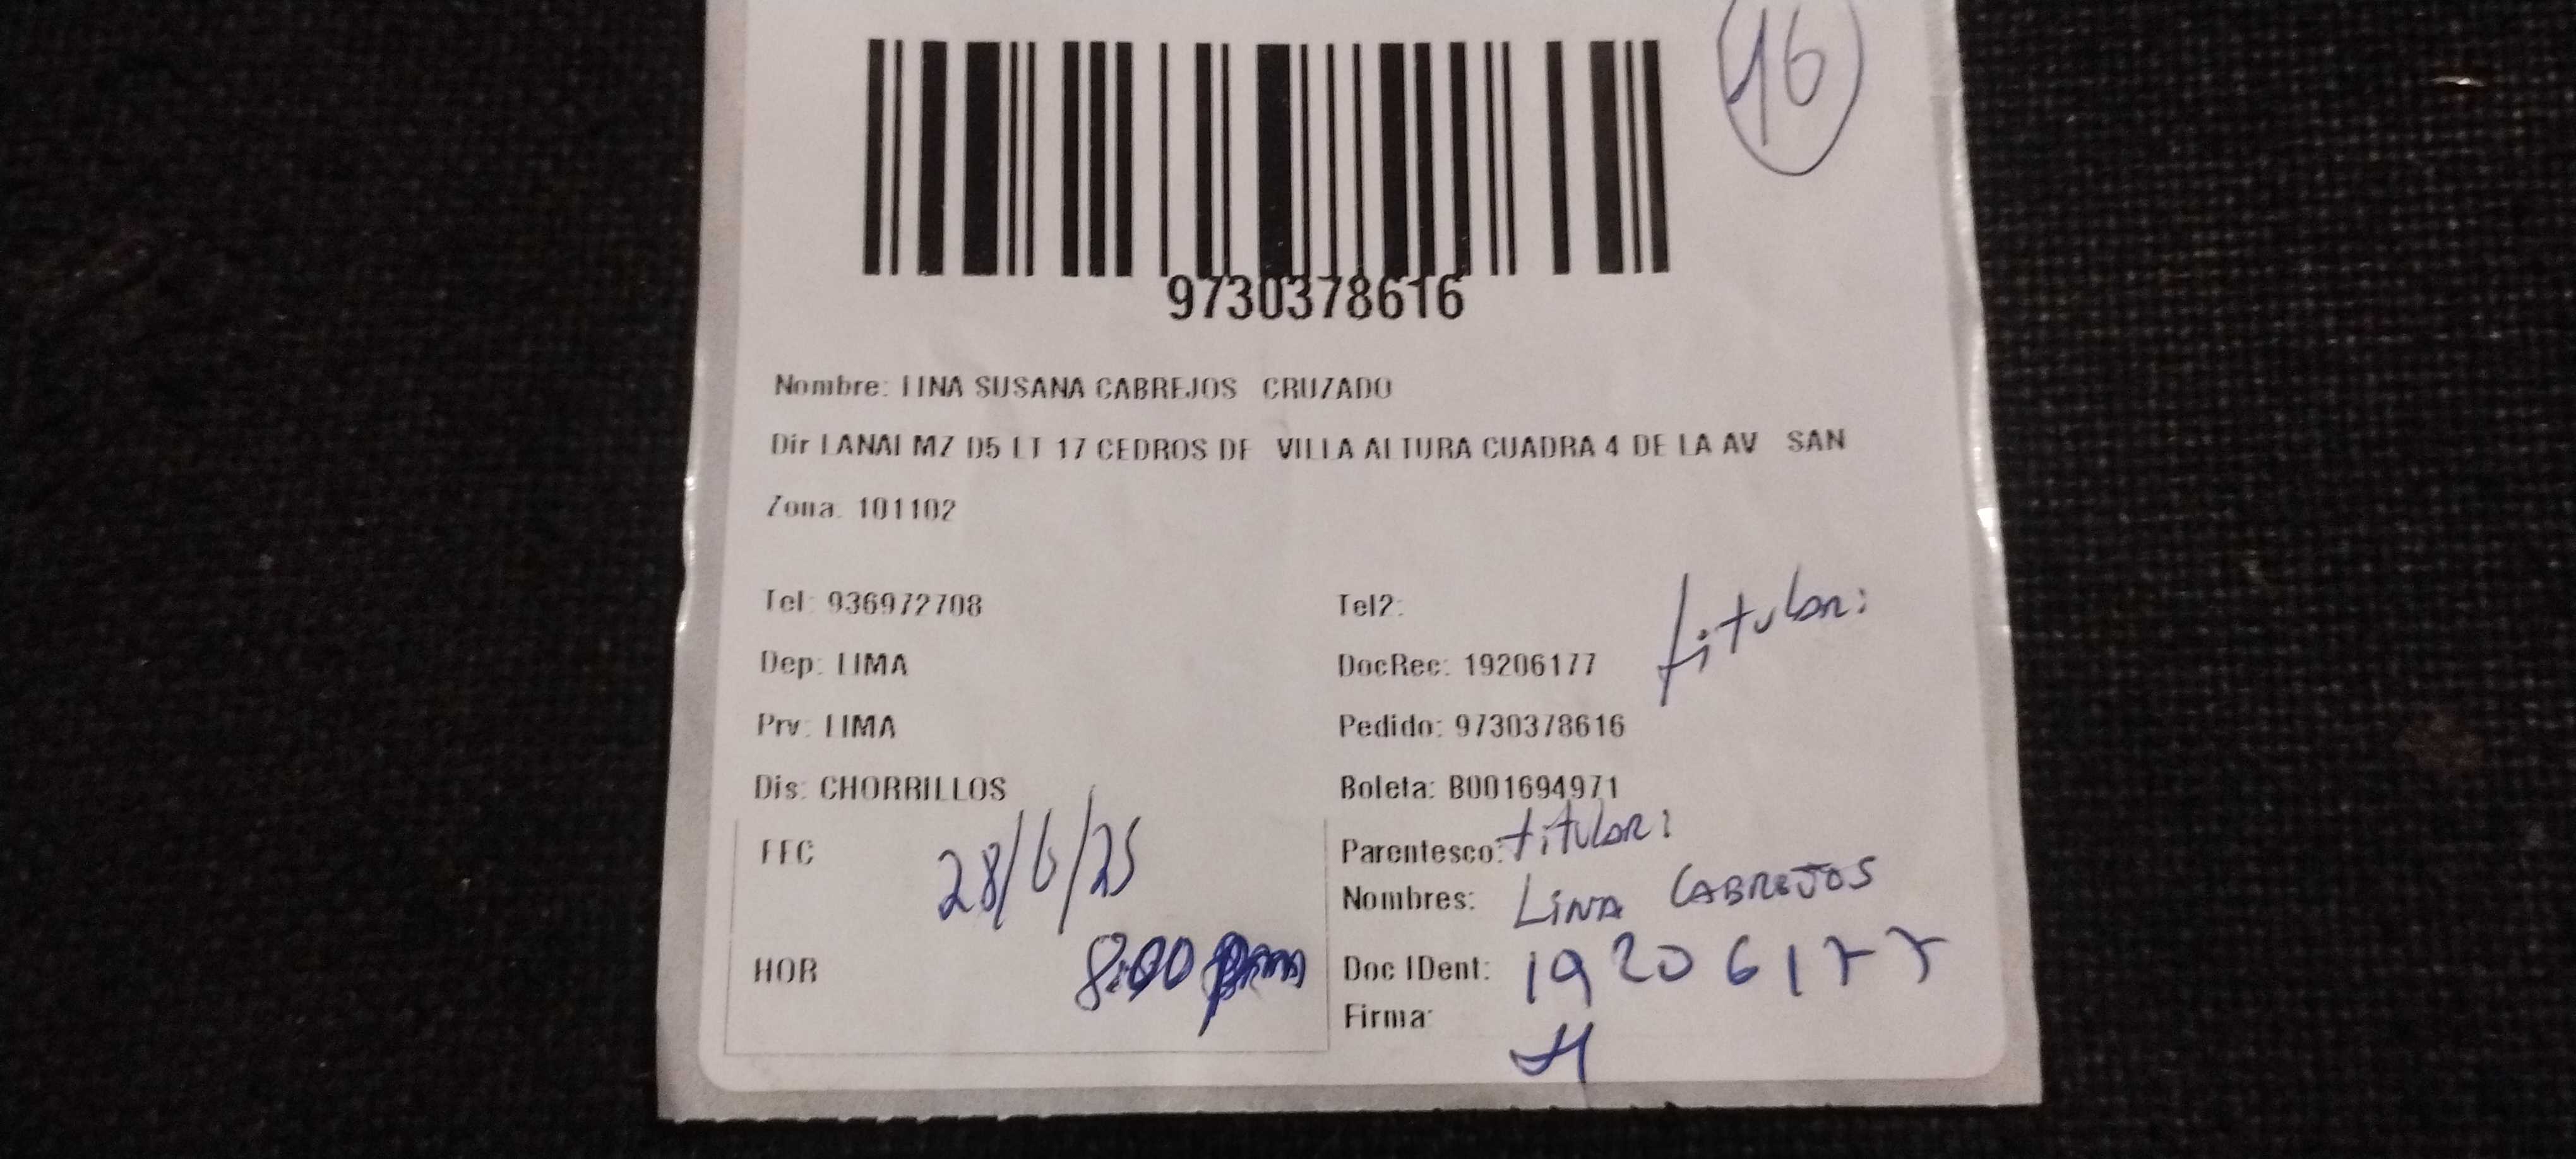 16
9730378616
Nombre: LINA SUSANA CABREJOS CRUZADO
Dir LANAI MZ D5 LT 17 CEDROS DE VILLA ALTURA CUADRA 4 DE LA AV SAN
Zona: 101102
Tel: 936972708 Tel2: titular:
Dep: LIMA DocRec: 19206177
Prv: LIMA Pedido: 9730378616
Dis: CHORRILLOS Boleta: B001694971
FEC 28/6/25 Parentesco: titular:
Nombres: LINA CABREJOS
HOR 8:00 pm Doc IDent: 19206177
Firma: